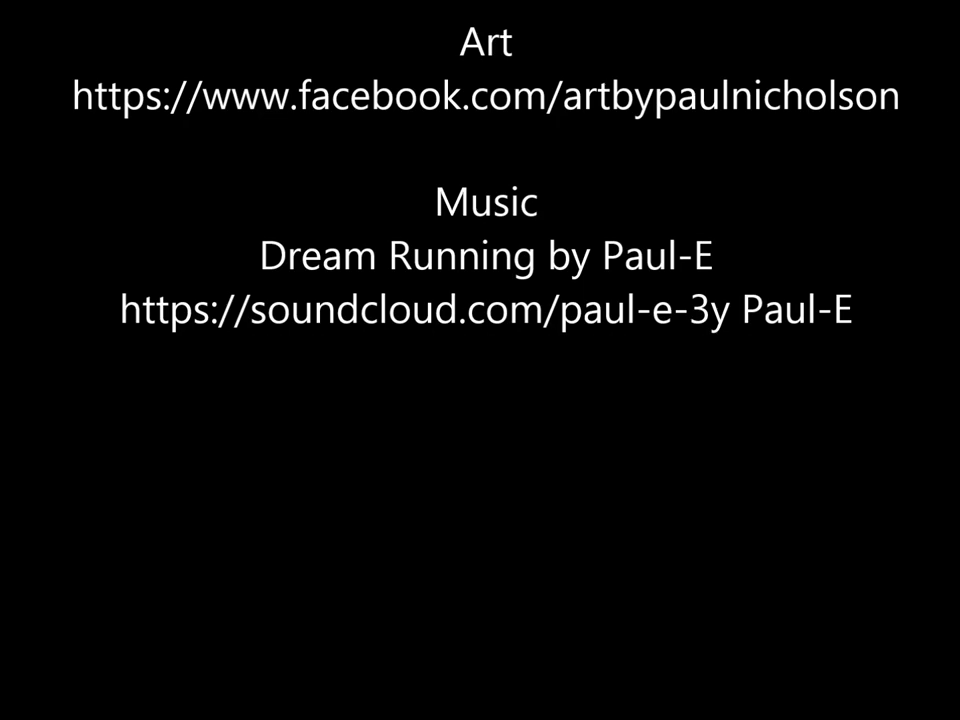 Art
https://www.facebook.com/artbypaulnicholson
Music
Dream Running by Paul-E
https://soundcloud.com/paul-e-3y Paul-E